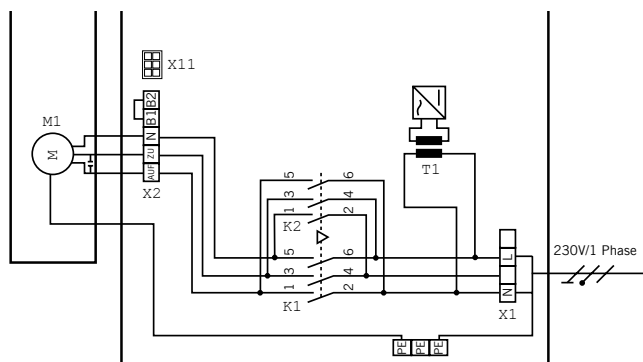 X11
M1
M
B1 B2
N
ZU
AUF
X2
T1
5
3
1
6
4
2
K2
5
3
1
6
4
2
K1
L
N
X1
230V/1 Phase
PE PE PE